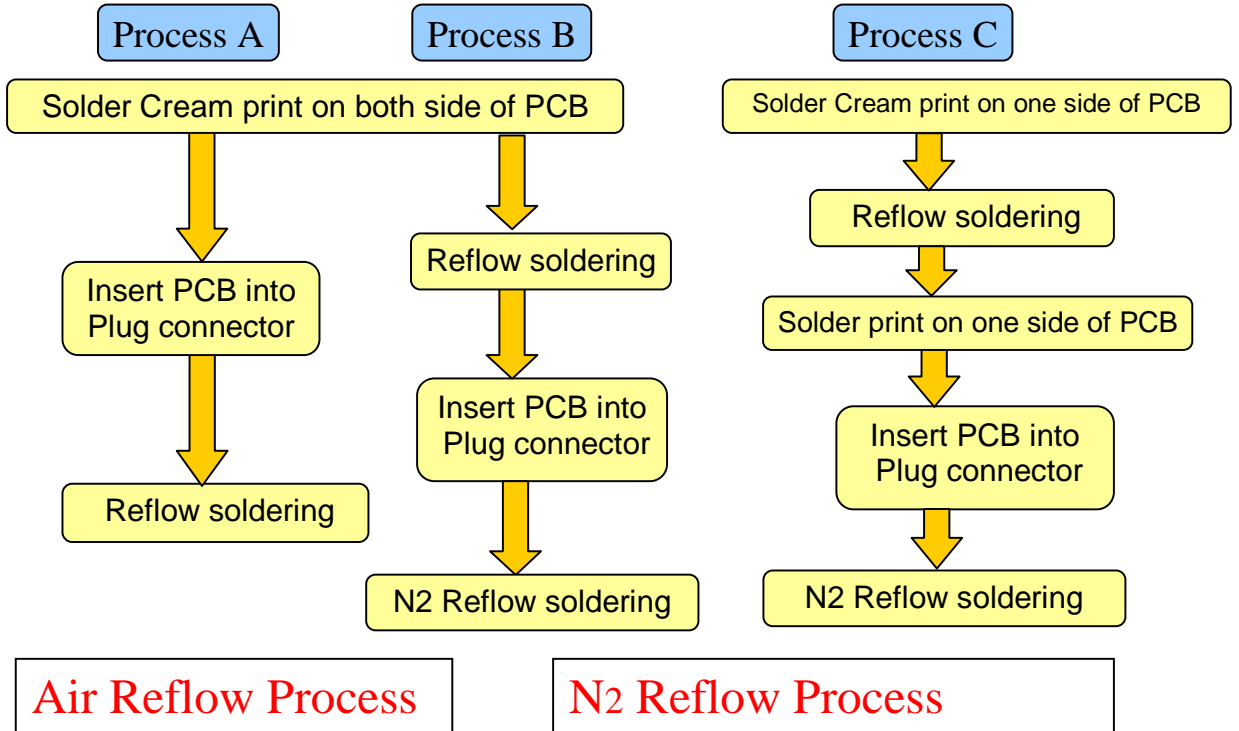 Process A
Process B
Process C
Solder Cream print on both side of PCB
Solder Cream print on one side of PCB
Reflow soldering
Reflow soldering
Insert PCB into
Plug connector
Solder print on one side of PCB
Insert PCB into
Plug connector
Insert PCB into
Plug connector
Reflow soldering
N2 Reflow soldering
N2 Reflow soldering
Air Reflow Process
N2 Reflow Process